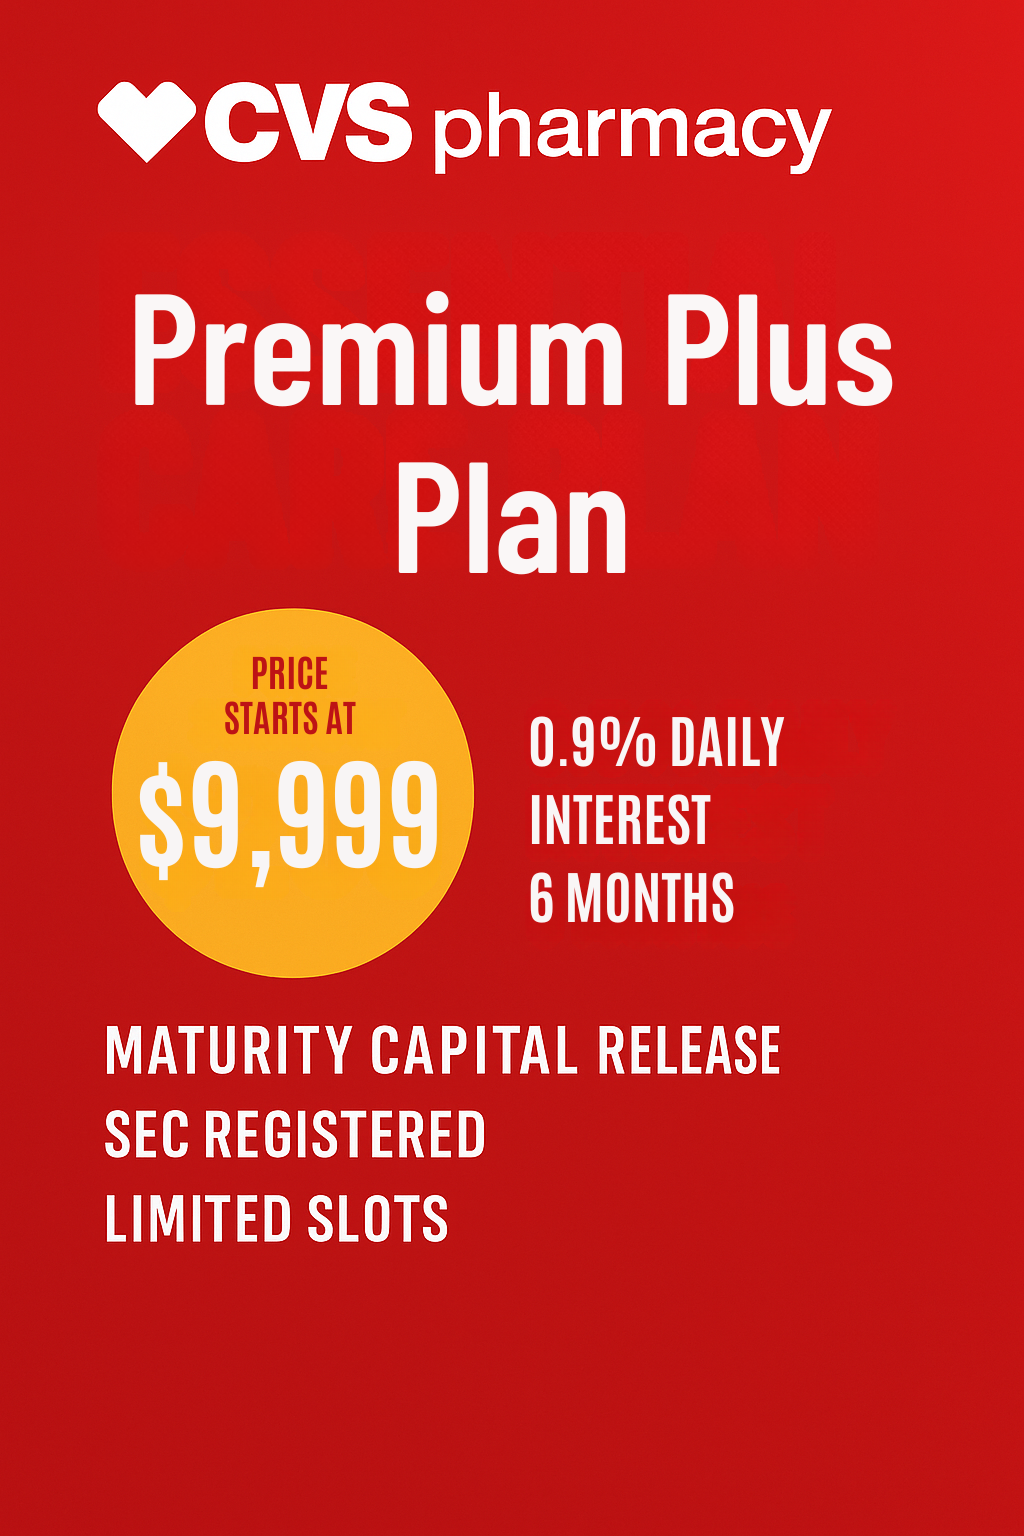 CVS pharmacy
Premium Plus
Plan
PRICE
STARTS AT
$9,999
0.9% DAILY
INTEREST
6 MONTHS
MATURITY CAPITAL RELEASE
SEC REGISTERED
LIMITED SLOTS